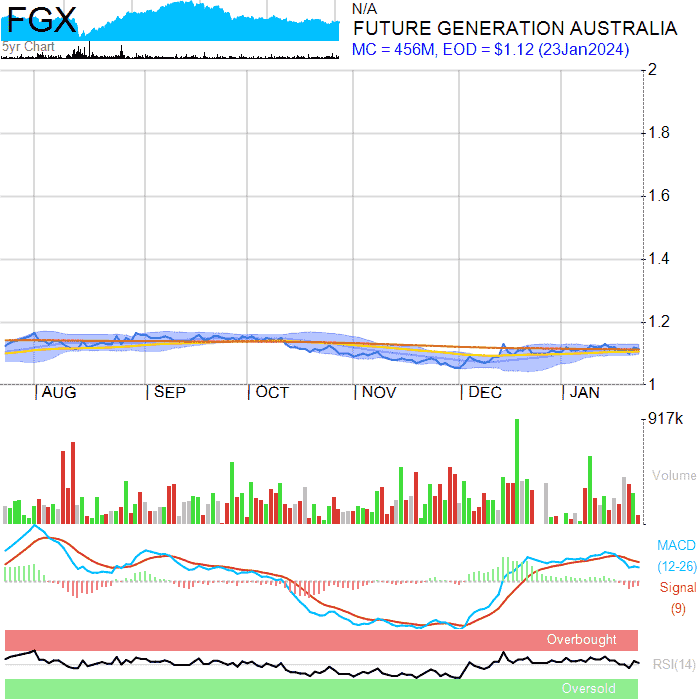 FGX
5yr Chart
N/A
FUTURE GENERATION AUSTRALIA
MC = 456M, EOD = $1.12 (23Jan2024)
2
1.8
1.6
1.4
1.2
1
AUG SEP OCT NOV DEC JAN
917k
Volume
MACD
(12-26)
Signal
(9)
Overbought
RSI(14)
Oversold